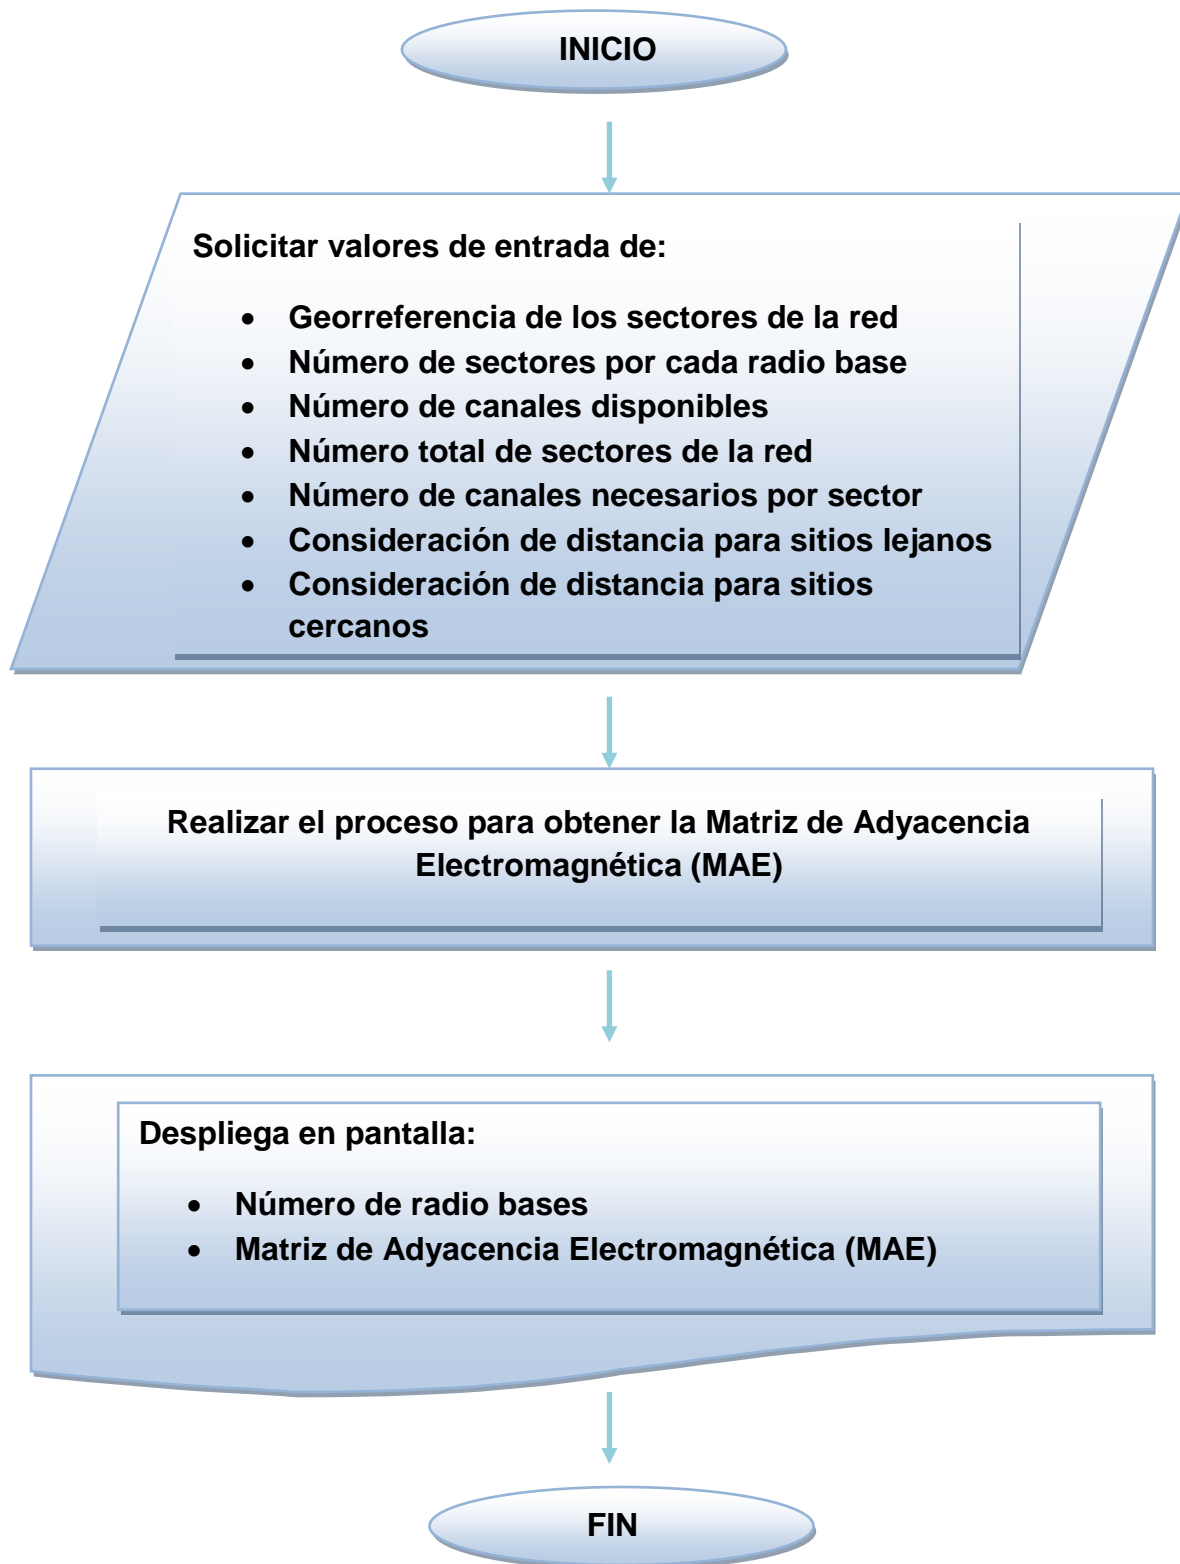 INICIO
Solicitar valores de entrada de:
• Georreferencia de los sectores de la red
• Número de sectores por cada radio base
• Número de canales disponibles
• Número total de sectores de la red
• Número de canales necesarios por sector
• Consideración de distancia para sitios lejanos
• Consideración de distancia para sitios
cercanos
Realizar el proceso para obtener la Matriz de Adyacencia
Electromagnética (MAE)
Despliega en pantalla:
• Número de radio bases
• Matriz de Adyacencia Electromagnética (MAE)
FIN